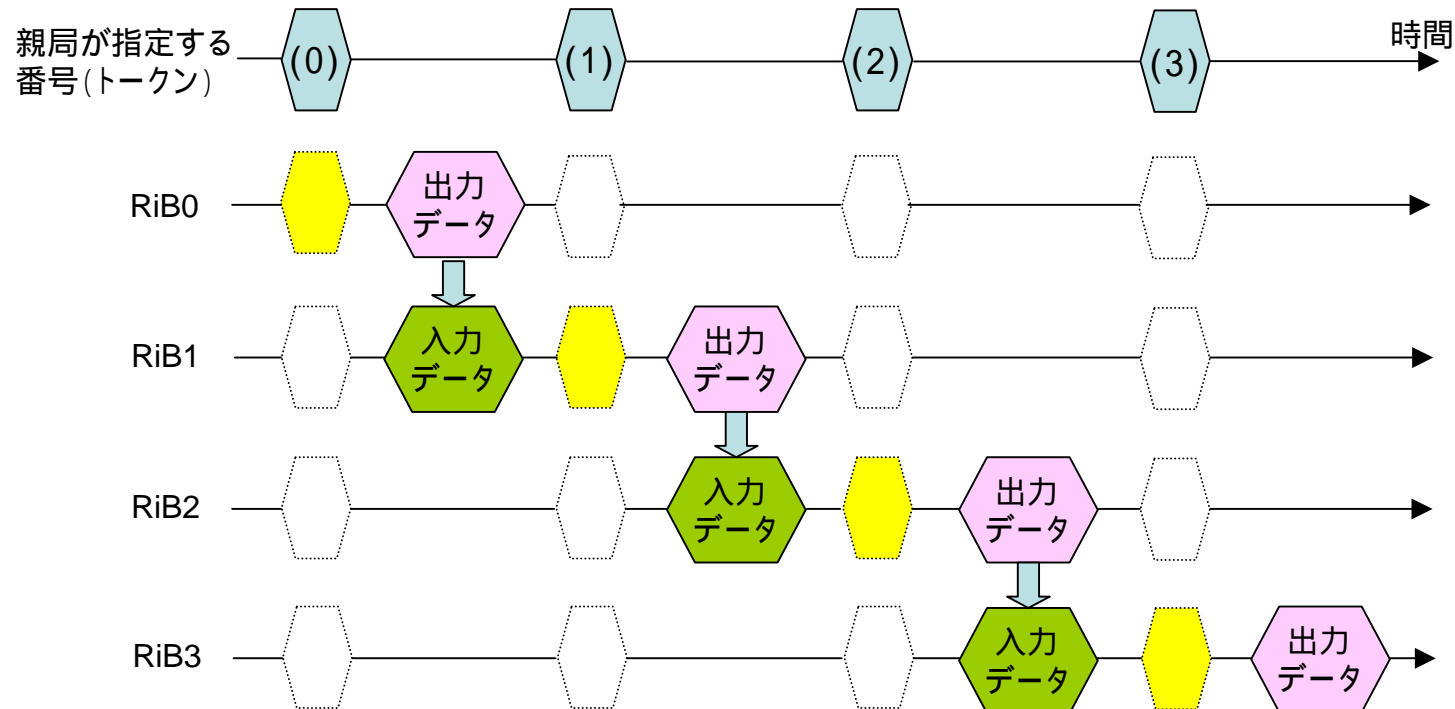 親局が指定する
番号(トークン)
(0)
(1)
(2)
(3)
時間
RiB0
出力
データ
RiB1
入力
データ
出力
データ
RiB2
入力
データ
出力
データ
RiB3
入力
データ
出力
データ